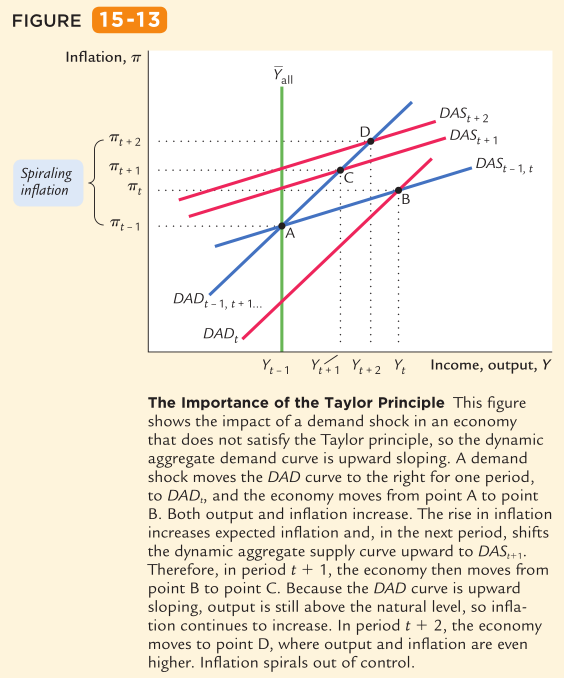 FIGURE 15-13
Inflation, π
Ȳall
DASt + 2
D
DASt + 1
πt + 2
DASt – 1, t
πt + 1
C
Spiraling
inflation
πt
B
πt – 1
A
DADt – 1, t + 1...
DADt
Yt – 1 Yt + 1 Yt + 2 Yt Income, output, Y
The Importance of the Taylor Principle This figure
shows the impact of a demand shock in an economy
that does not satisfy the Taylor principle, so the dynamic
aggregate demand curve is upward sloping. A demand
shock moves the DAD curve to the right for one period,
to DADt, and the economy moves from point A to point
B. Both output and inflation increase. The rise in inflation
increases expected inflation and, in the next period, shifts
the dynamic aggregate supply curve upward to DASt+1.
Therefore, in period t + 1, the economy then moves from
point B to point C. Because the DAD curve is upward
sloping, output is still above the natural level, so infla-
tion continues to increase. In period t + 2, the economy
moves to point D, where output and inflation are even
higher. Inflation spirals out of control.